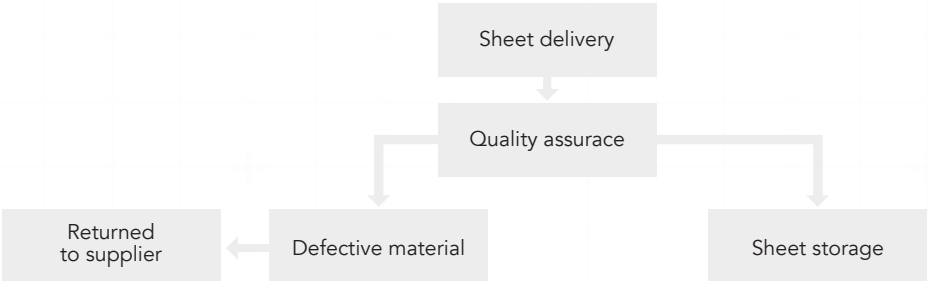 Sheet delivery
Quality assurace
Returned
to supplier
Defective material
Sheet storage